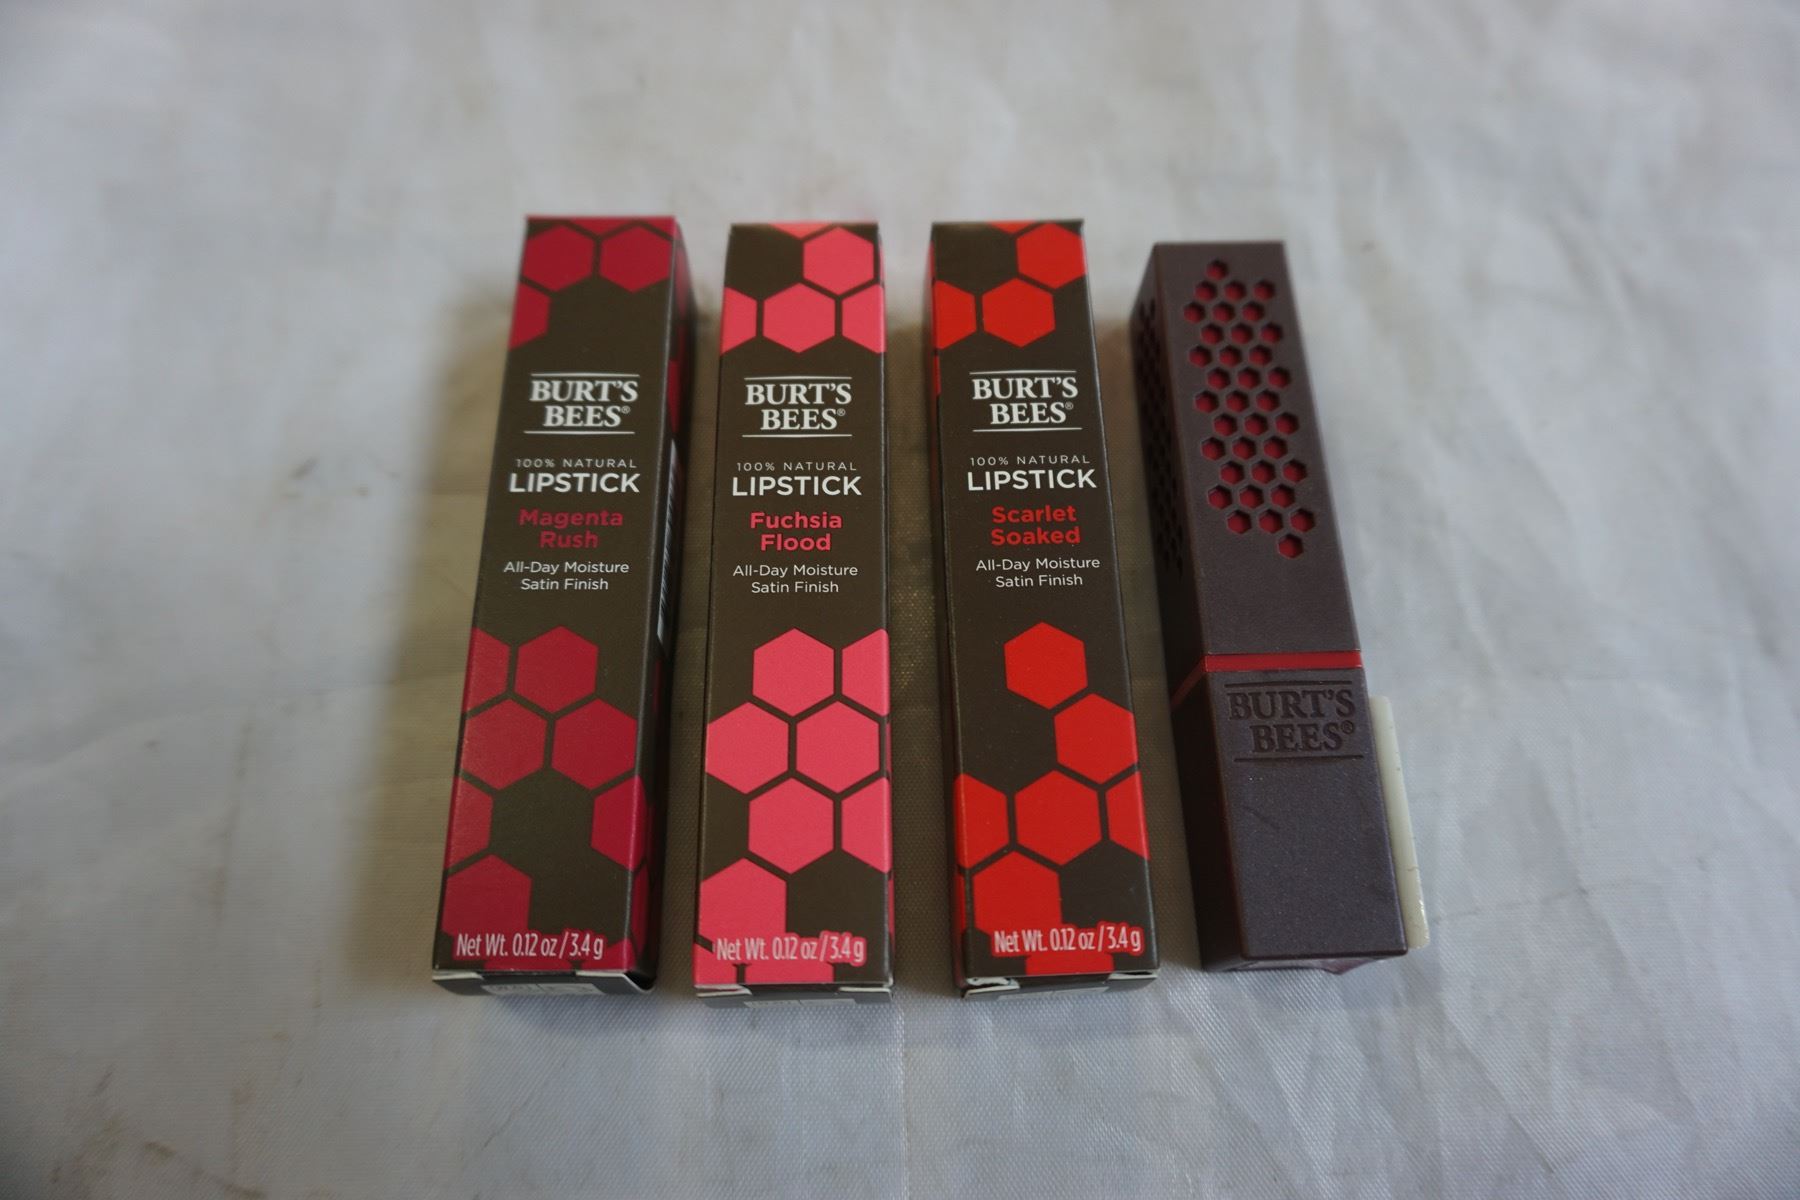 BURT'S
BEES®
100% NATURAL
LIPSTICK
Magenta
Rush
All-Day Moisture
Satin Finish
Net Wt. 0.12 oz / 3.4 g
BURT'S
BEES®
100% NATURAL
LIPSTICK
Fuchsia
Flood
All-Day Moisture
Satin Finish
Net Wt. 0.12 oz / 3.4 g
BURT'S
BEES®
100% NATURAL
LIPSTICK
Scarlet
Soaked
All-Day Moisture
Satin Finish
Net Wt. 0.12 oz / 3.4 g
BURT'S
BEES®